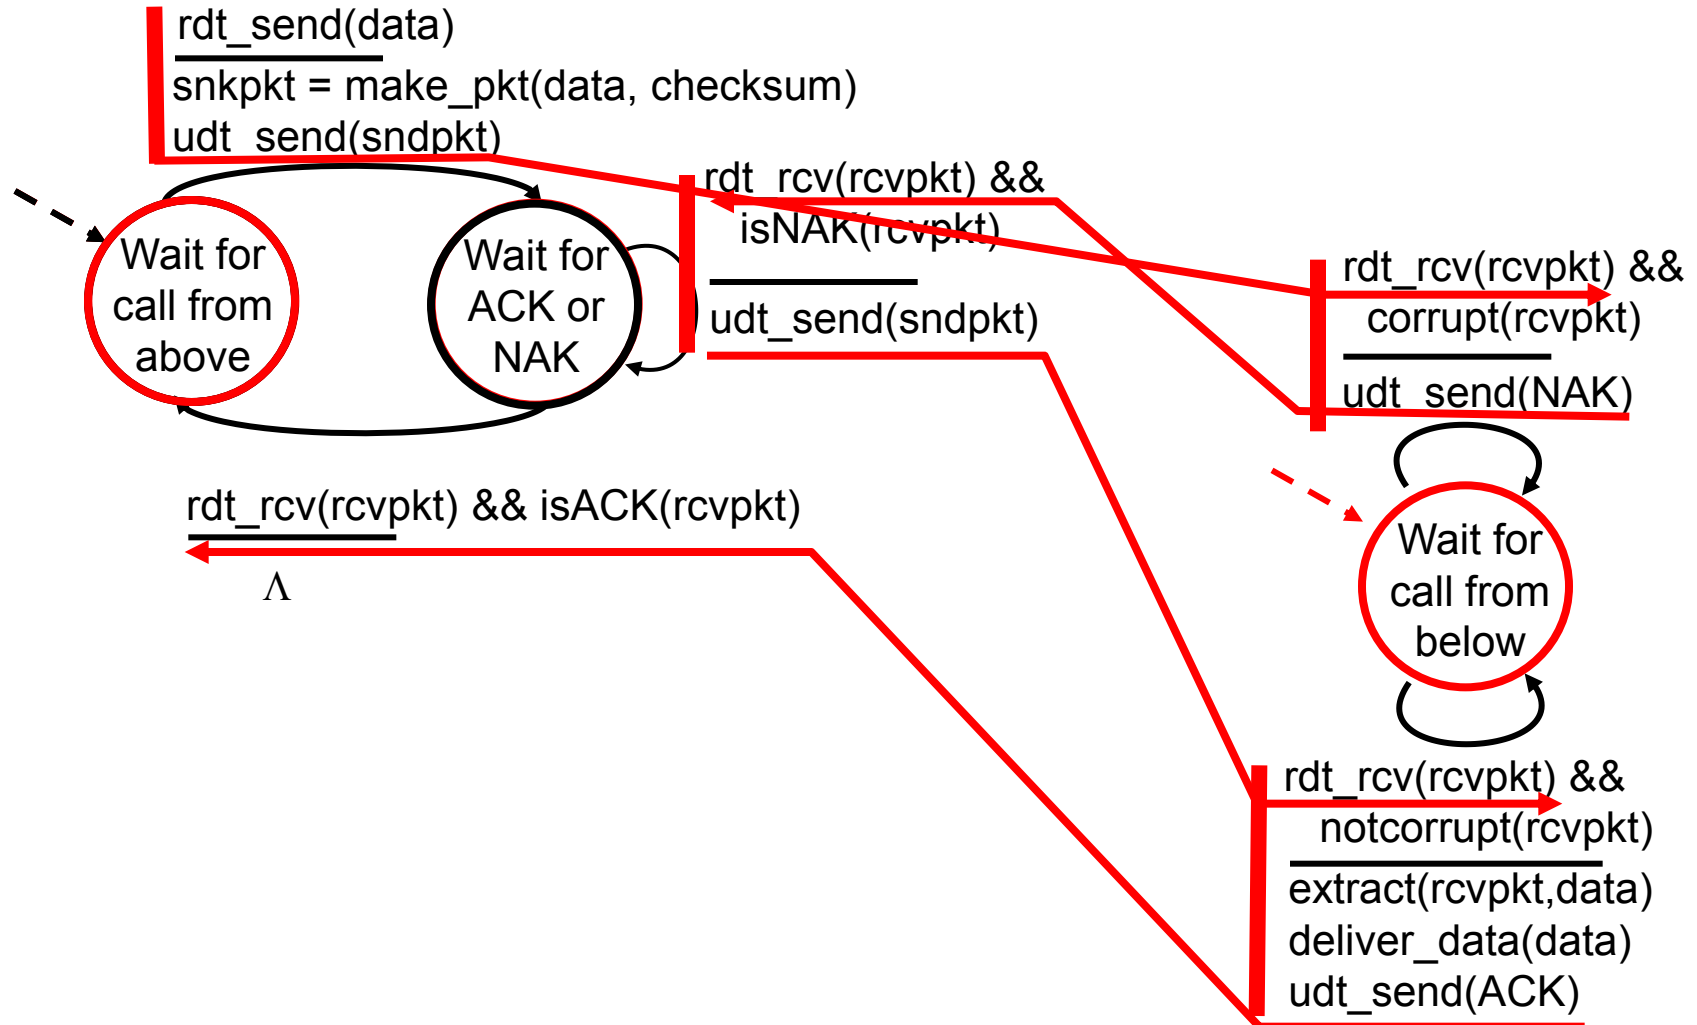 rdt_send(data)
snkpkt = make_pkt(data, checksum)
udt_send(sndpkt)
rdt_rcv(rcvpkt) &&
isNAK(rcvpkt)
udt_send(sndpkt)
Wait for
call from
above
Wait for
ACK or
NAK
rdt_rcv(rcvpkt) && isACK(rcvpkt)
Λ
rdt_rcv(rcvpkt) &&
corrupt(rcvpkt)
udt_send(NAK)
Wait for
call from
below
rdt_rcv(rcvpkt) &&
notcorrupt(rcvpkt)
extract(rcvpkt,data)
deliver_data(data)
udt_send(ACK)